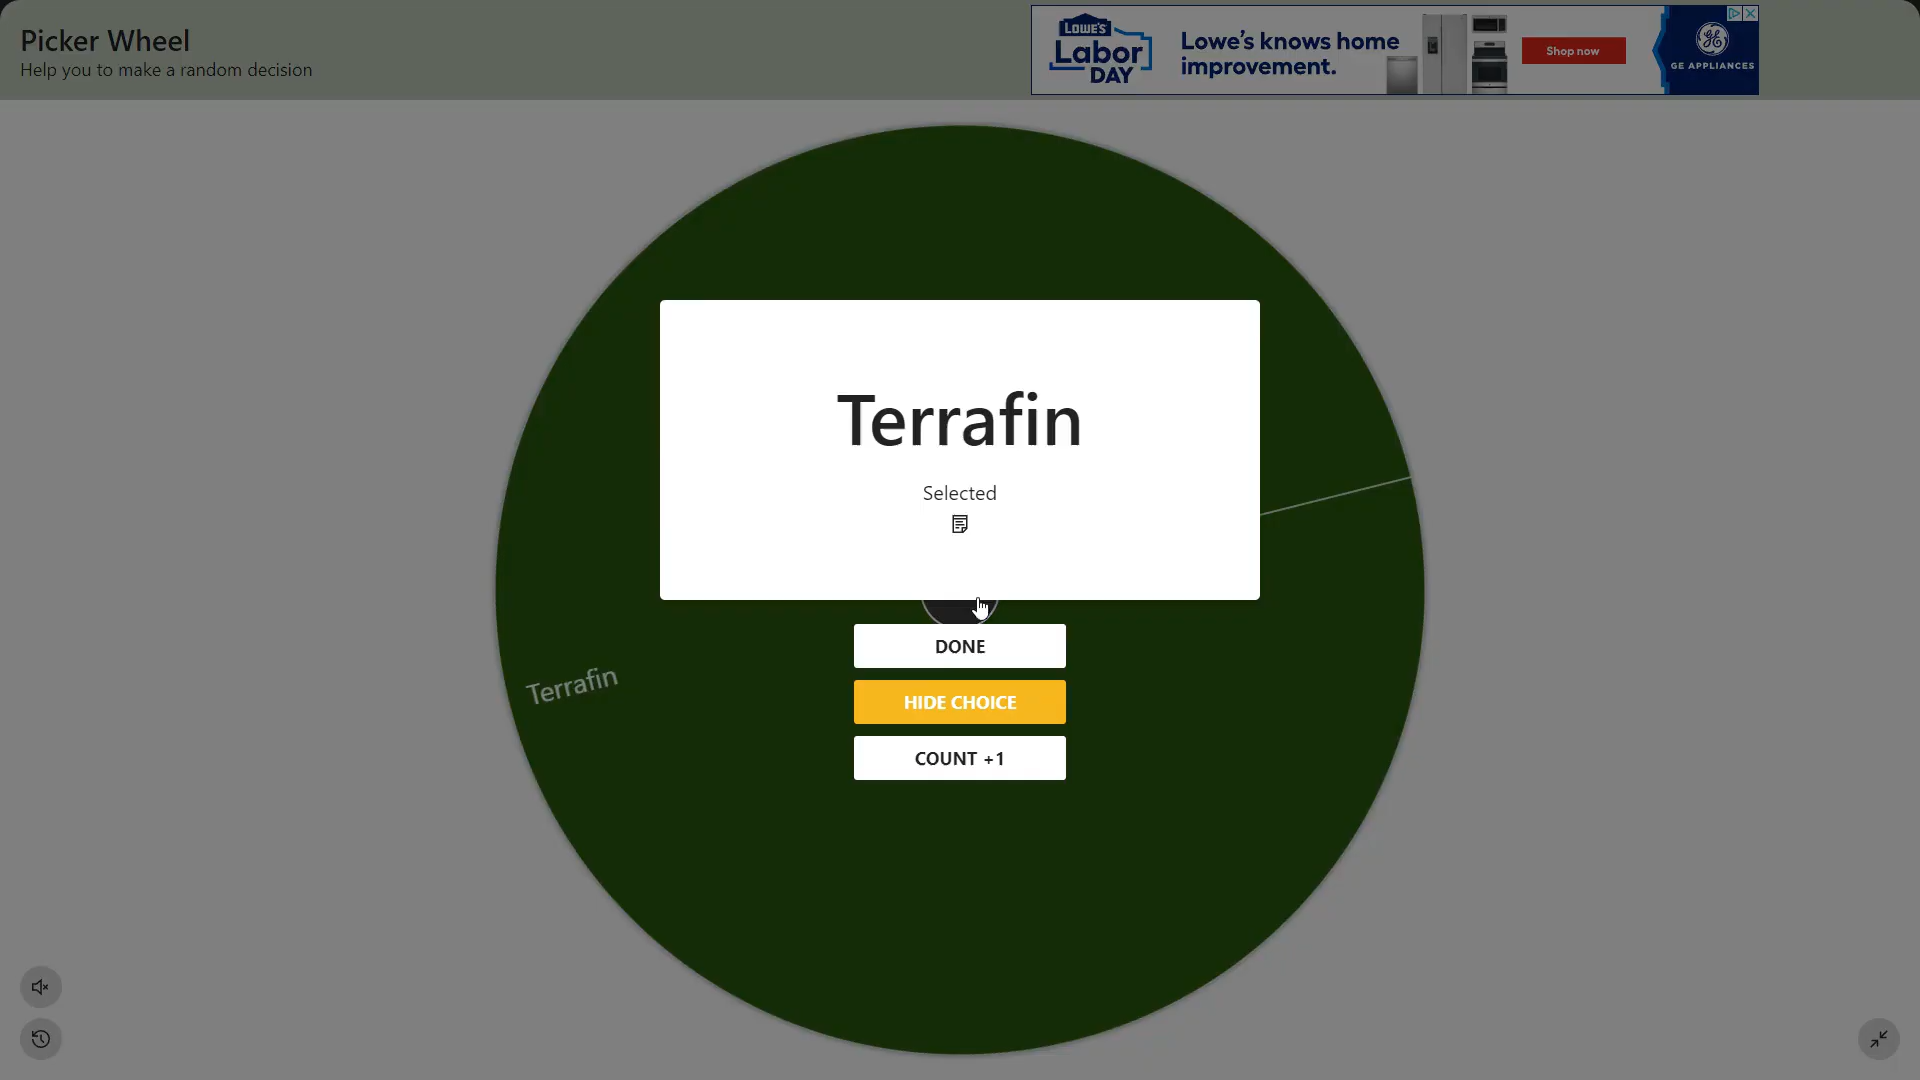 Picker Wheel
Help you to make a random decision
LOWE'S
Labor
DAY
Lowe's knows home
improvement.
Shop now
GE APPLIANCES
Terrafin
Selected
DONE
HIDE CHOICE
COUNT +1
Terrafin